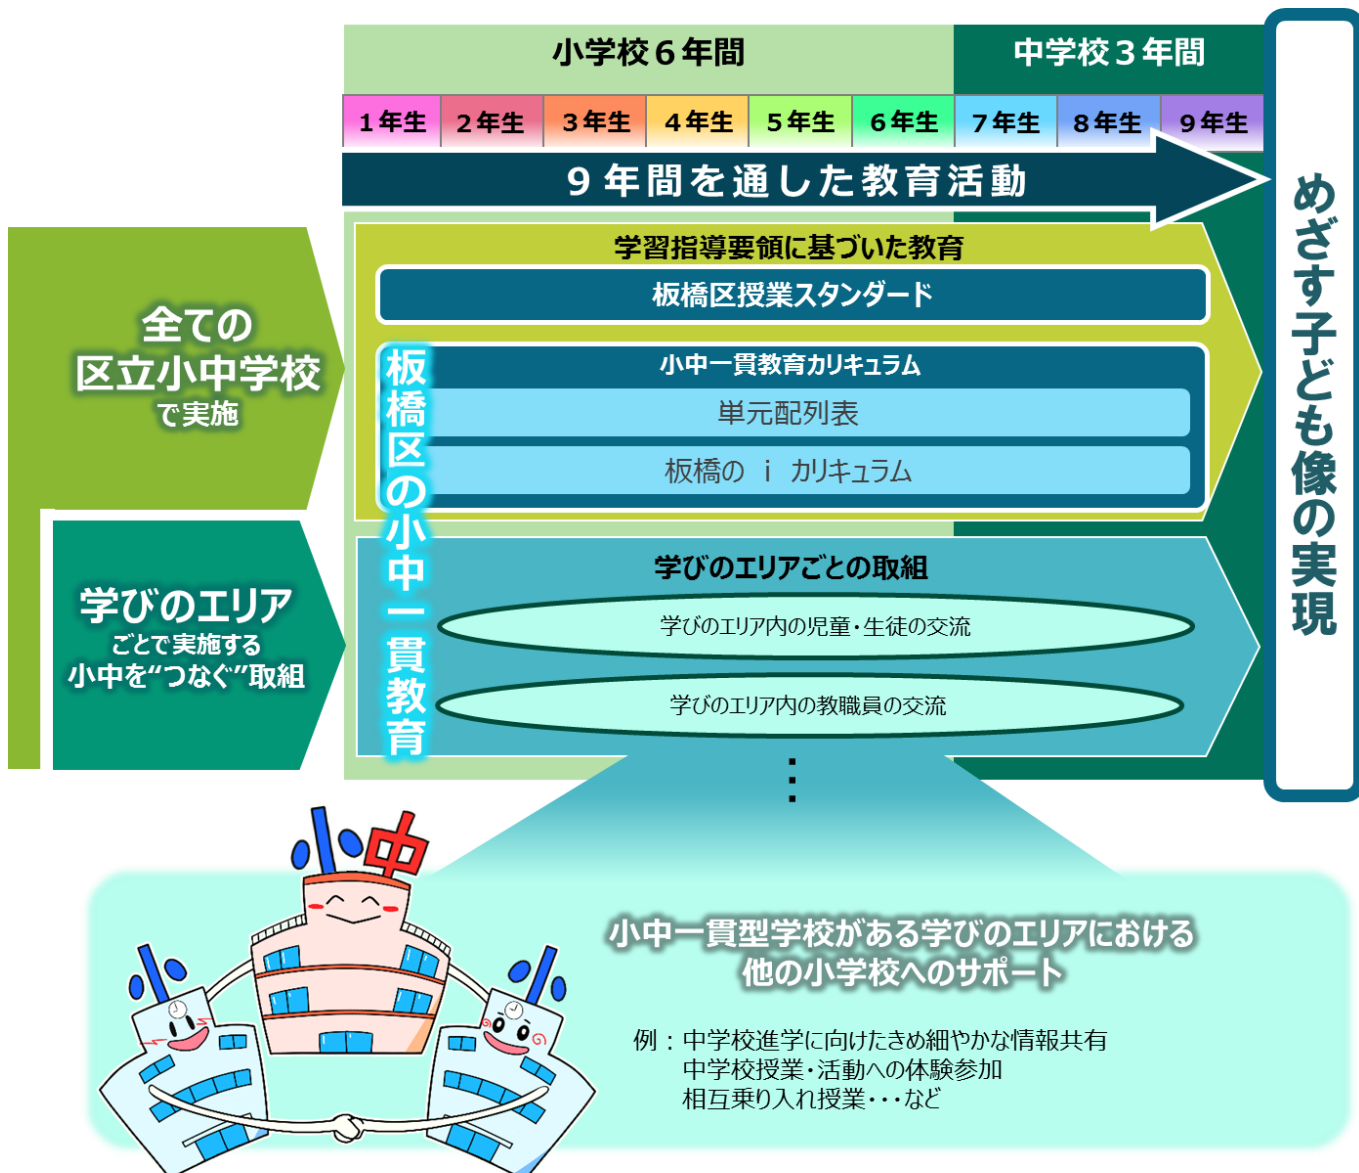 小学校６年間
中学校３年間
１年生
２年生
３年生
４年生
５年生
６年生
７年生
８年生
９年生
９年間を通した教育活動
めざす子ども像の実現
全ての
区立小中学校
で実施
学習指導要領に基づいた教育
板橋区授業スタンダード
板橋区の小中一貫教育
小中一貫教育カリキュラム
単元配列表
板橋の ｉ カリキュラム
学びのエリア
ごとで実施する
小中を“つなぐ”取組
学びのエリアごとの取組
学びのエリア内の児童・生徒の交流
学びのエリア内の教職員の交流
⋮
小中
小
小
小中一貫型学校がある学びのエリアにおける
他の小学校へのサポート
例：中学校進学に向けたきめ細やかな情報共有
中学校授業・活動への体験参加
相互乗り入れ授業・・・など